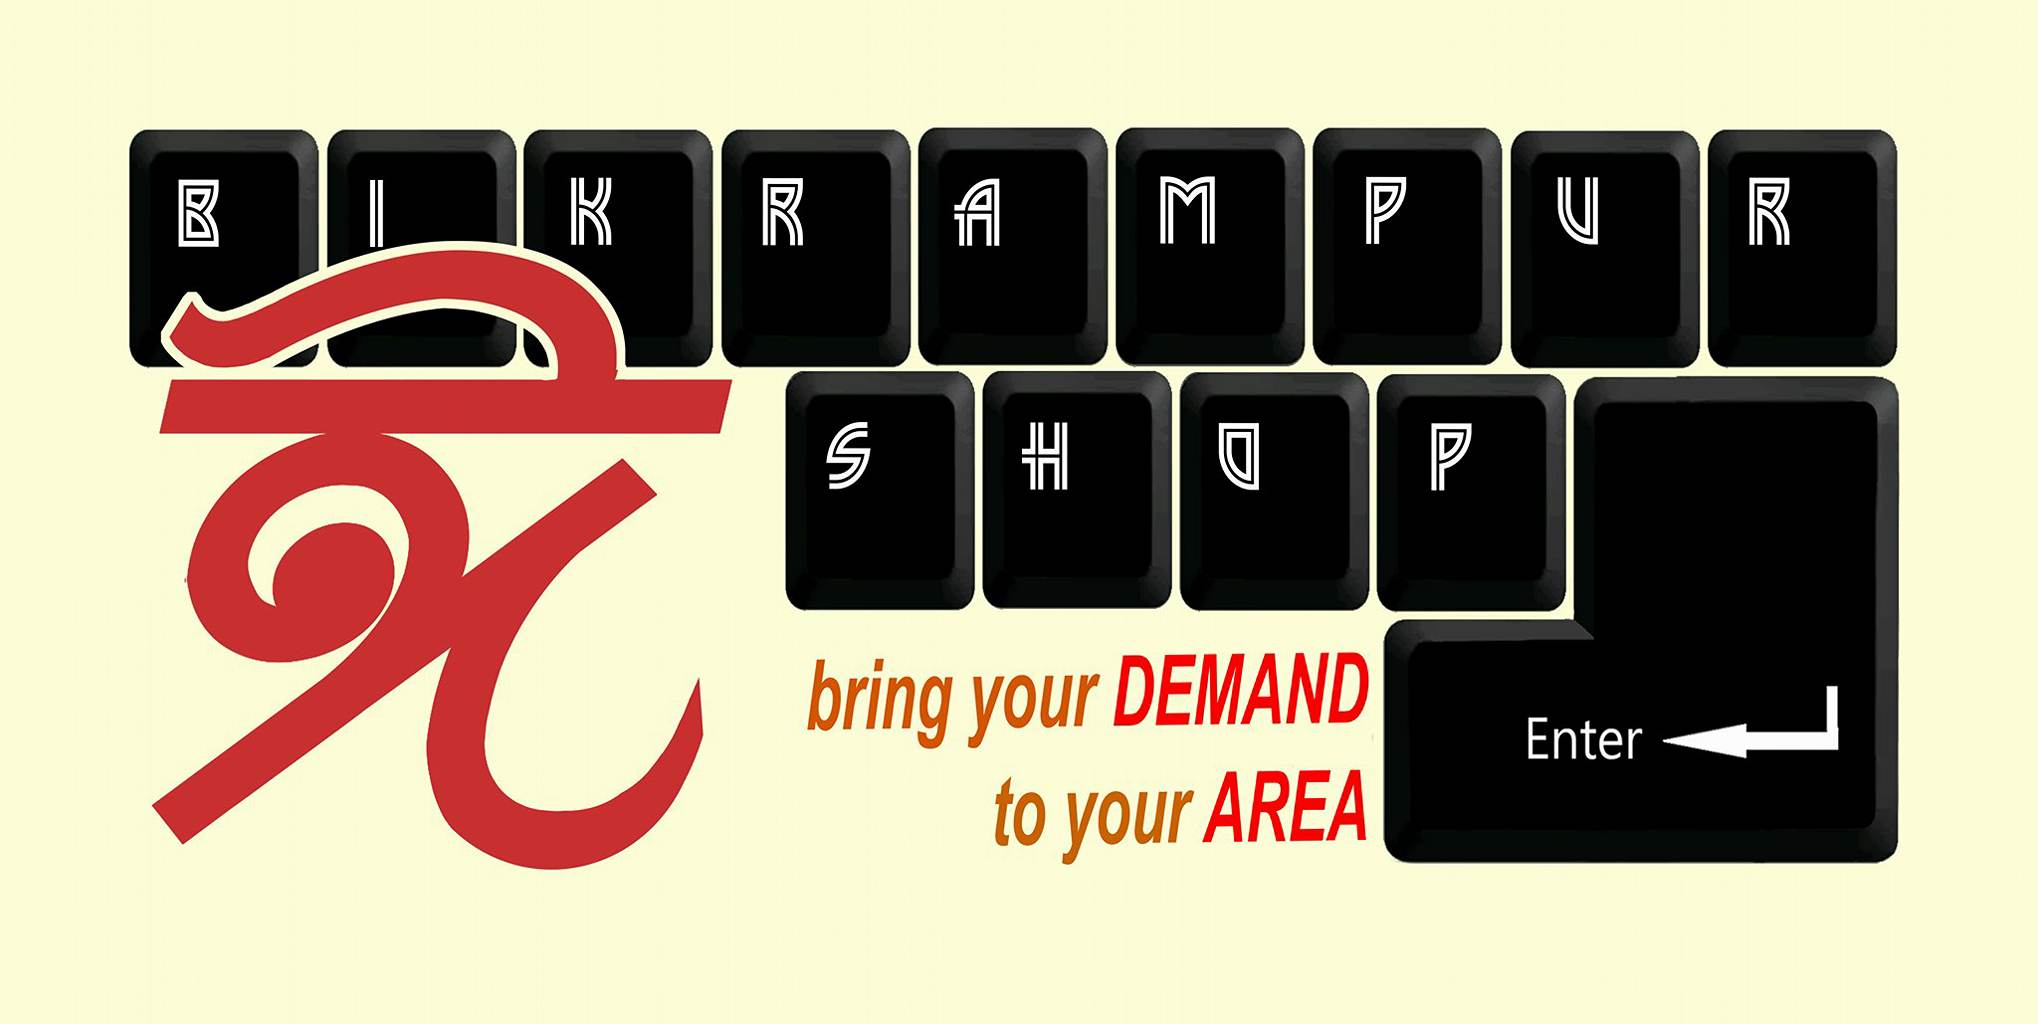 BIKRAMPUR
SHOP
bring your DEMAND
to your AREA
Enter